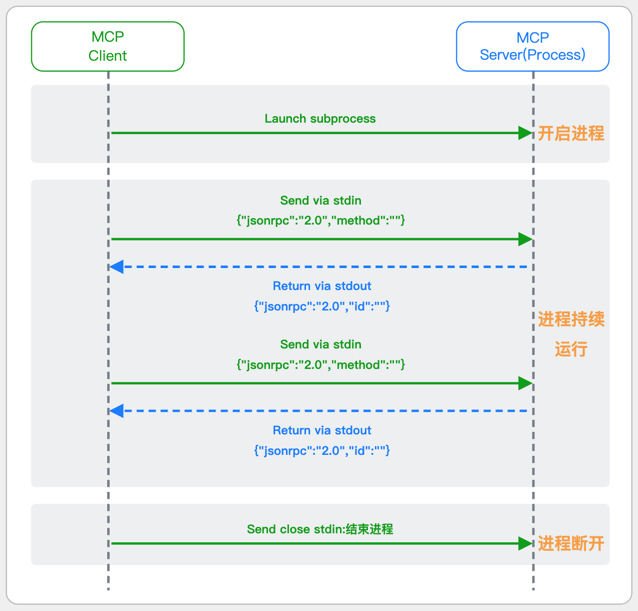 MCP
Client
MCP
Server(Process)
Launch subprocess
开启进程
Send via stdin
{"jsonrpc":"2.0","method":""}
Return via stdout
{"jsonrpc":"2.0","id":""}
进程持续
运行
Send via stdin
{"jsonrpc":"2.0","method":""}
Return via stdout
{"jsonrpc":"2.0","id":""}
Send close stdin:结束进程
进程断开